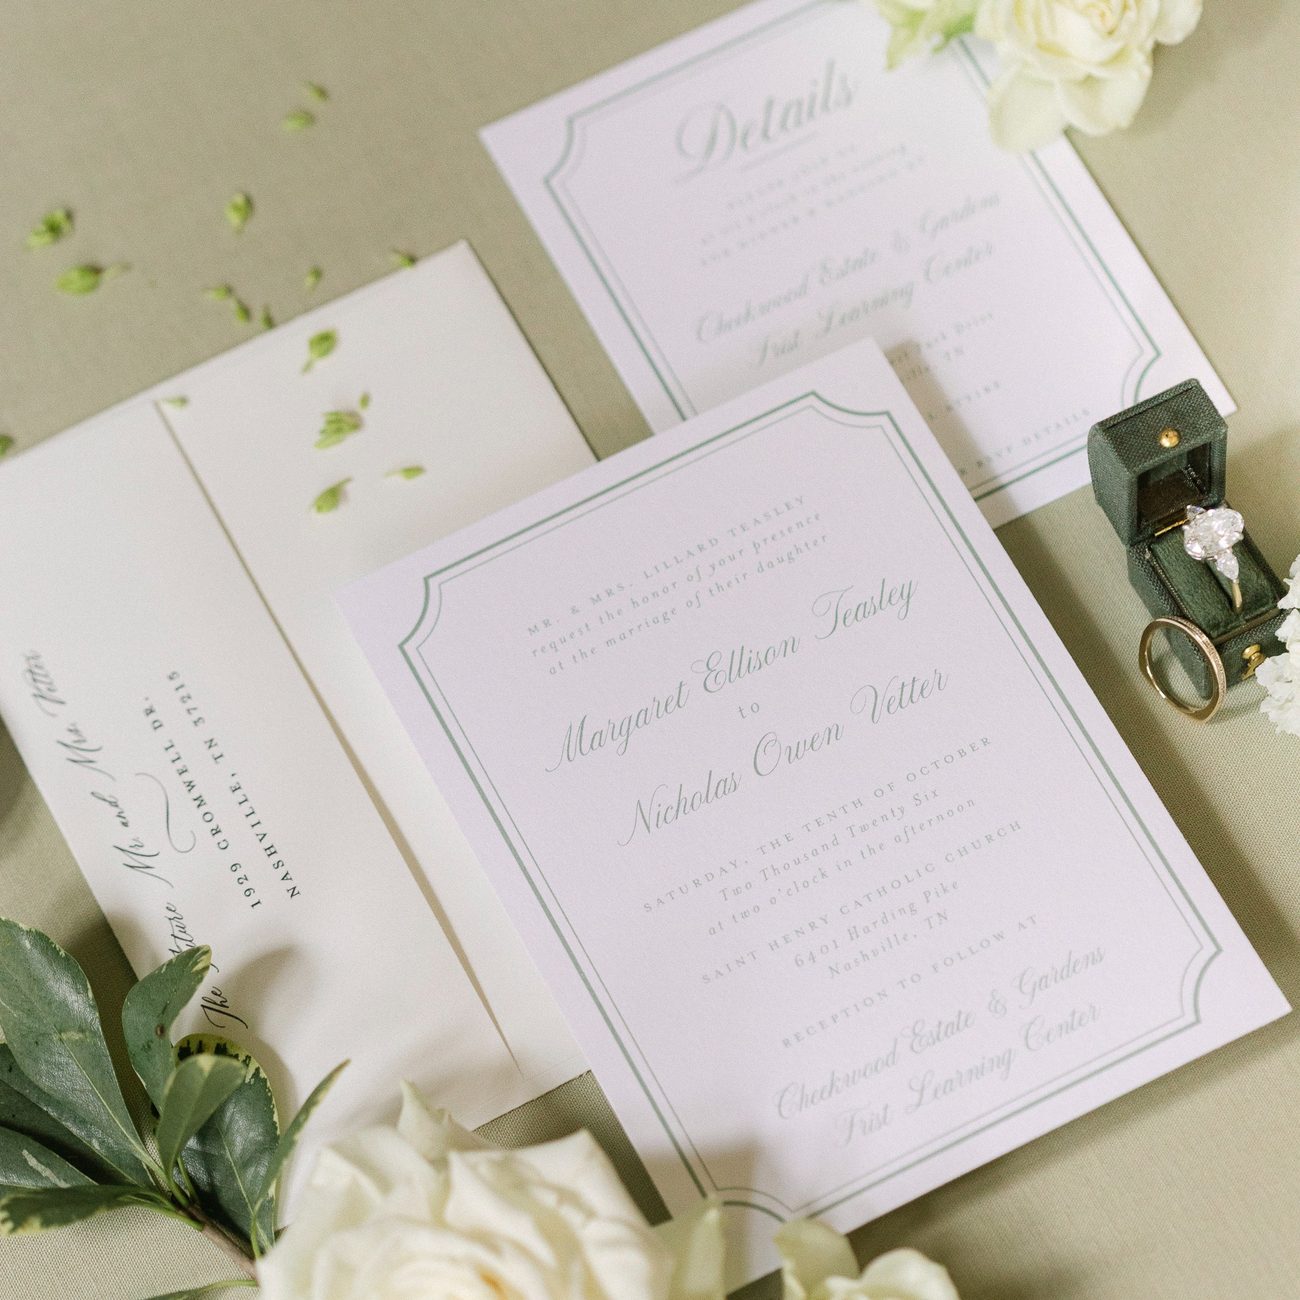 Details
Cheekwood Estate & Gardens
Frist Learning Center
RSVP DETAILS
MR. & MRS. LILLARD TEASLEY
request the honor of your presence
at the marriage of their daughter
Margaret Ellison Teasley
to
Nicholas Owen Vetter
SATURDAY, THE TENTH OF OCTOBER
Two Thousand Twenty Six
at two o'clock in the afternoon
SAINT HENRY CATHOLIC CHURCH
6401 Harding Pike
Nashville, TN
RECEPTION TO FOLLOW AT
Cheekwood Estate & Gardens
Frist Learning Center
The Future Mr. and Mrs. Vetter
1929 CROMWELL DR.
NASHVILLE, TN 37215